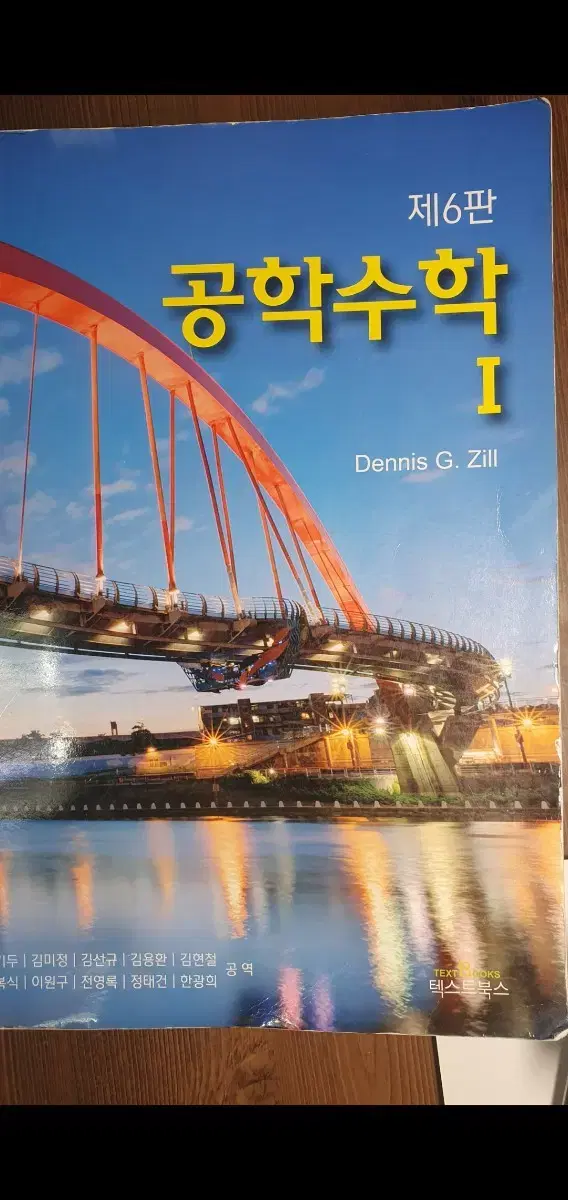 제6판
공학수학
I
Dennis G. Zill
김미정 | 김선규 | 김용환 | 김현철
이원구 | 전영록 | 정태건 | 한광희
공역
TEXT BOOKS
텍스트북스